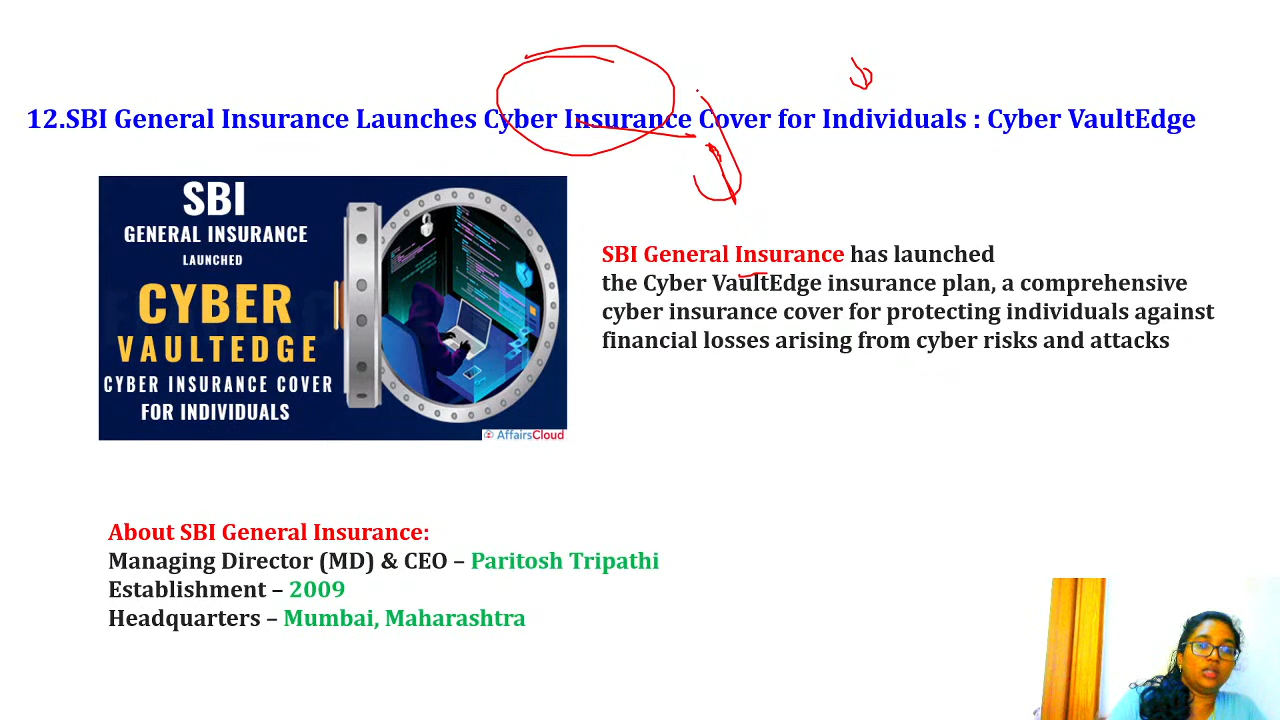 12.SBI General Insurance Launches Cyber Insurance Cover for Individuals : Cyber VaultEdge
SBI
GENERAL INSURANCE
LAUNCHED
CYBER
VAULTEDGE
CYBER INSURANCE COVER
FOR INDIVIDUALS
AffairsCloud
SBI General Insurance has launched
the Cyber VaultEdge insurance plan, a comprehensive
cyber insurance cover for protecting individuals against
financial losses arising from cyber risks and attacks
About SBI General Insurance:
Managing Director (MD) & CEO – Paritosh Tripathi
Establishment – 2009
Headquarters – Mumbai, Maharashtra